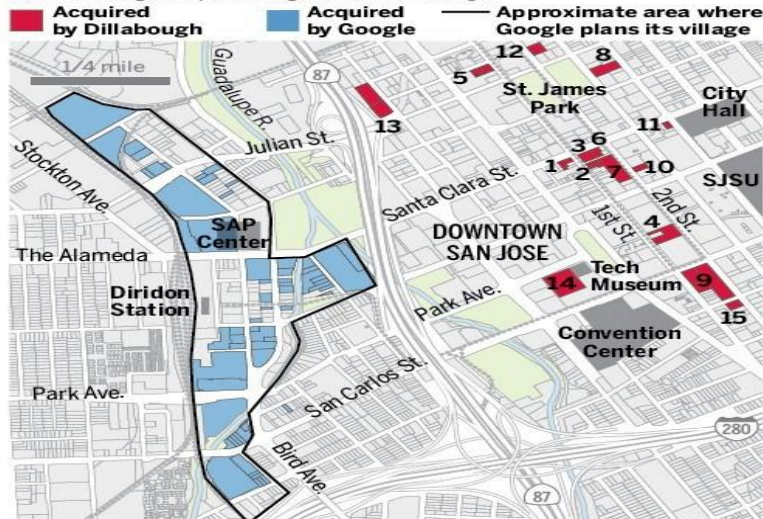 Acquired by Dillabough
Acquired by Google
Approximate area where Google plans its village
1/4 mile
Guadalupe R.
87
12
5
8
St. James Park
City Hall
13
11
Julian St.
Stockton Ave.
3
6
1
2
7
10
Santa Clara St.
SJSU
2nd St.
1st St.
4
SAP Center
The Alameda
DOWNTOWN SAN JOSE
Diridon Station
Tech Museum
14
9
15
Park Ave.
Convention Center
San Carlos St.
Park Ave.
280
Bird Ave.
87